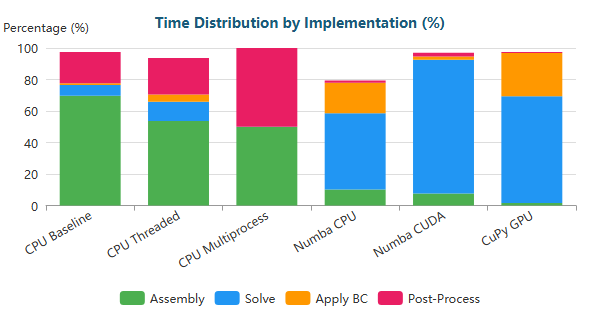 Time Distribution by Implementation (%)
Percentage (%)
100
80
60
40
20
0
CPU Baseline
CPU Threaded
CPU Multiprocess
Numba CPU
Numba CUDA
CuPy GPU
Assembly
Solve
Apply BC
Post-Process